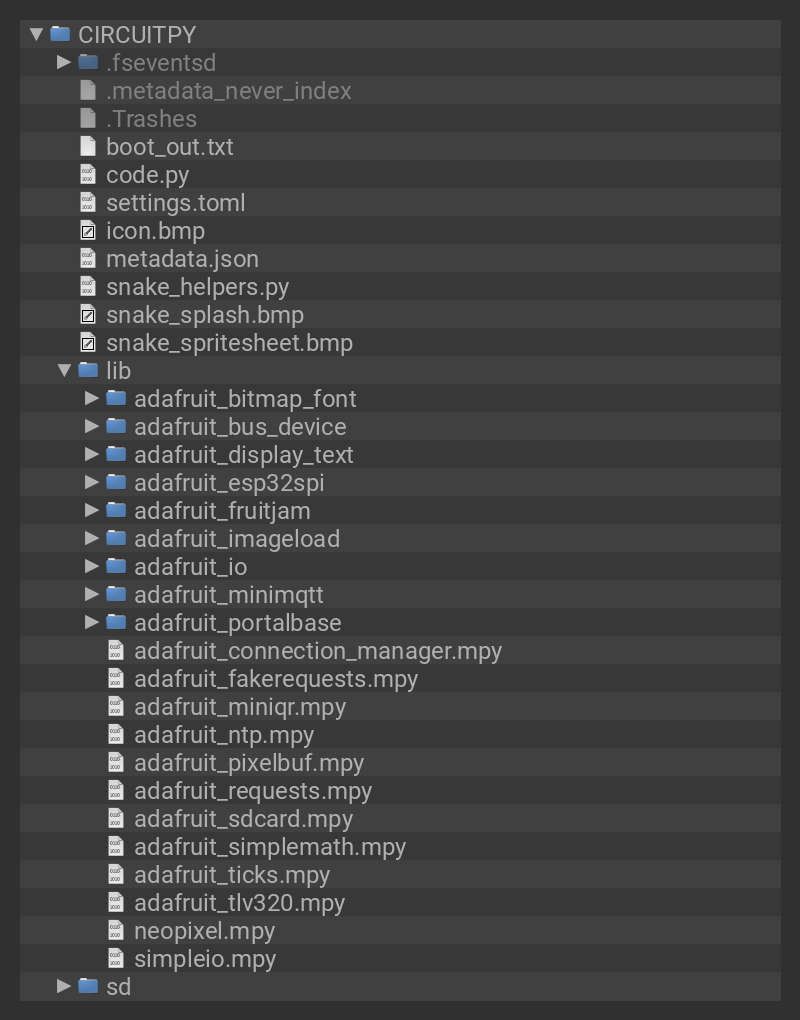 CIRCUITPY
.fseventsd
.metadata_never_index
.Trashes
boot_out.txt
code.py
settings.toml
icon.bmp
metadata.json
snake_helpers.py
snake_splash.bmp
snake_spritesheet.bmp
lib
adafruit_bitmap_font
adafruit_bus_device
adafruit_display_text
adafruit_esp32spi
adafruit_fruitjam
adafruit_imageload
adafruit_io
adafruit_minimqtt
adafruit_portalbase
adafruit_connection_manager.mpy
adafruit_fakerequests.mpy
adafruit_miniqr.mpy
adafruit_ntp.mpy
adafruit_pixelbuf.mpy
adafruit_requests.mpy
adafruit_sdcard.mpy
adafruit_simplemath.mpy
adafruit_ticks.mpy
adafruit_tlv320.mpy
neopixel.mpy
simpleio.mpy
sd